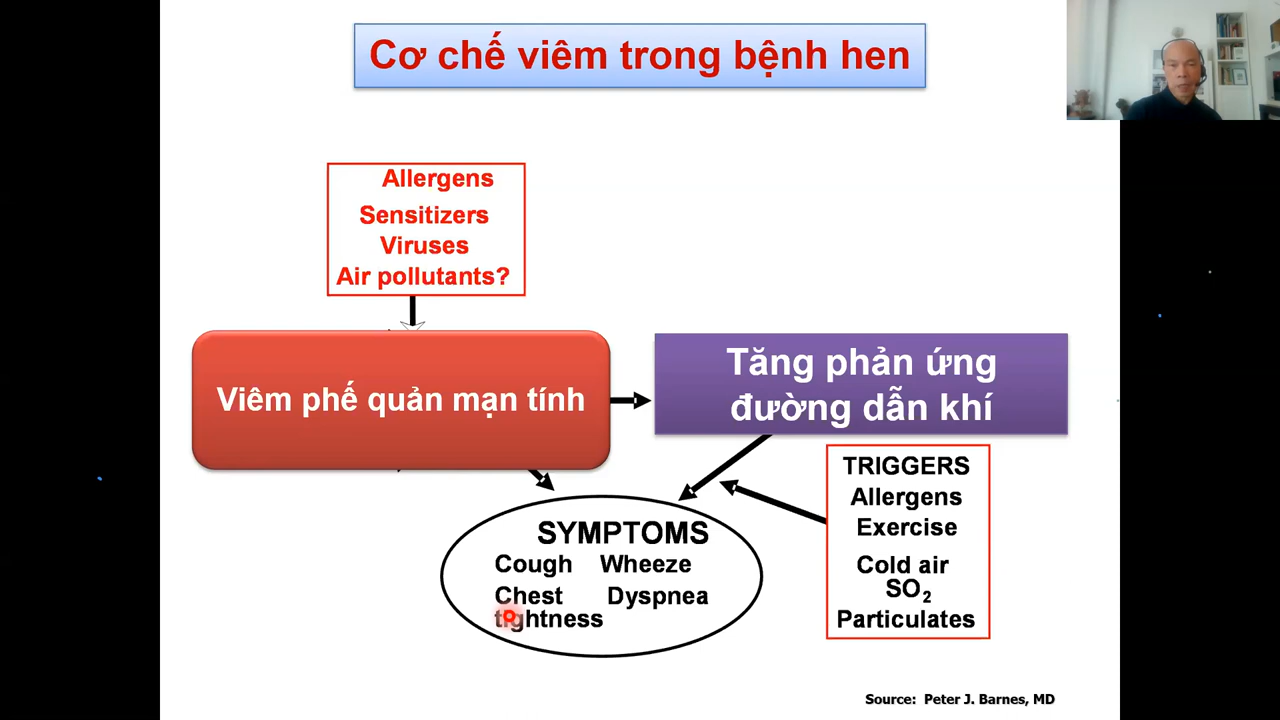 Cơ chế viêm trong bệnh hen
Allergens
Sensitizers
Viruses
Air pollutants?
Viêm phế quản mạn tính
Tăng phản ứng
đường dẫn khí
TRIGGERS
Allergens
Exercise
Cold air
SO₂
Particulates
SYMPTOMS
Cough Wheeze
Chest Dyspnea
tightness
Source: Peter J. Barnes, MD